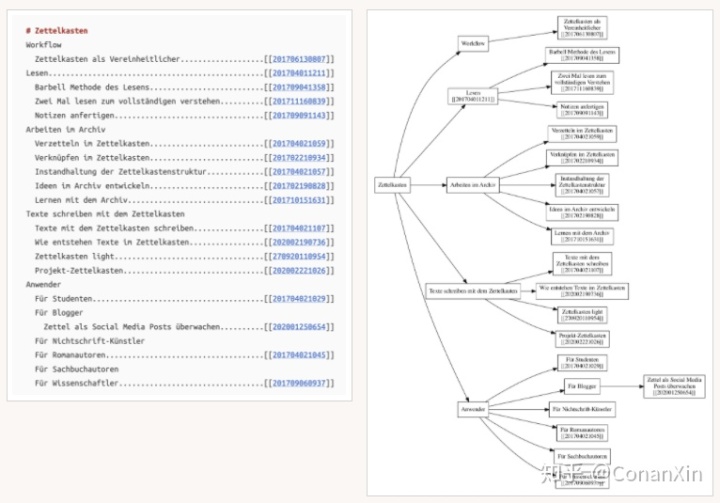 # Zettelkasten
Workflow
Zettelkasten als Vereinheitlicher...................[[201706130807]]
Lesen.................................................[[201704011211]]
Barbell Methode des Lesens..........................[[201709041358]]
Zwei Mal lesen zum vollständigen verstehen..........[[201711160839]]
Notizen anfertigen..................................[[201709091143]]
Arbeiten im Archiv
Verzetteln im Zettelkasten..........................[[201704021059]]
Verknüpfen im Zettelkasten..........................[[201702210934]]
Instandhaltung der Zettelkastenstruktur.............[[201704021057]]
Ideen im Archiv entwickeln..........................[[201702190828]]
Lernen mit dem Archiv...............................[[201710151631]]
Texte schreiben mit dem Zettelkasten
Texte mit dem Zettelkasten schreiben................[[201704021107]]
Wie entstehen Texte im Zettelkasten.................[[202002190736]]
Zettelkasten light..................................[[270920110954]]
Projekt-Zettelkasten................................[[202002221026]]
Anwender
Für Studenten.......................................[[201704021029]]
Für Blogger
Zettel als Social Media Posts überwachen..........[[202001250654]]
Für Nichtschrift-Künstler
Für Romanautoren....................................[[201704021045]]
Für Sachbuchautoren
Für Wissenschaftler.................................[[201709060937]]
Zettelkasten
Workflow
Zettelkasten als
Vereinheitlicher
[[201706130807]]
Lesen
[[201704011211]]
Barbell Methode des Lesens
[[201709041358]]
Zwei Mal lesen zum
vollständigen Verstehen
[[201711160839]]
Notizen anfertigen
[[201709091143]]
Arbeiten im Archiv
Verzetteln im Zettelkasten
[[201704021059]]
Verknüpfen im Zettelkasten
[[201702210934]]
Instandhaltung der
Zettelkastenstruktur
[[201704021057]]
Ideen im Archiv entwickeln
[[201702190828]]
Lernen mit dem Archiv
[[201710151631]]
Texte schreiben mit dem Zettelkasten
Texte mit dem
Zettelkasten schreiben
[[201704021107]]
Wie entstehen Texte im Zettelkasten
[[202002190736]]
Zettelkasten light
[[270920110954]]
Projekt-Zettelkasten
[[202002221026]]
Anwender
Für Studenten
[[201704021029]]
Für Blogger
Zettel als Social Media
Posts überwachen
[[202001250654]]
Für Nichtschrift-Künstler
Für Romanautoren
[[201704021045]]
Für Sachbuchautoren
知乎 @ConanXin